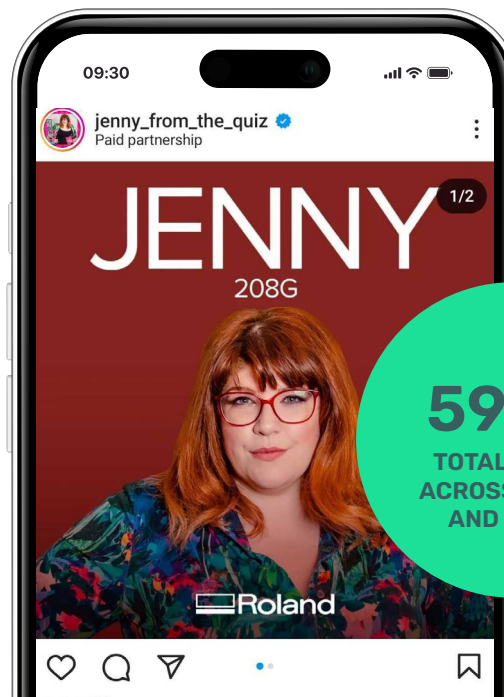 09:30
jenny_from_the_quiz
Paid partnership
1/2
JENNY
208G
59
TOTAL
ACROSS
AND
Roland